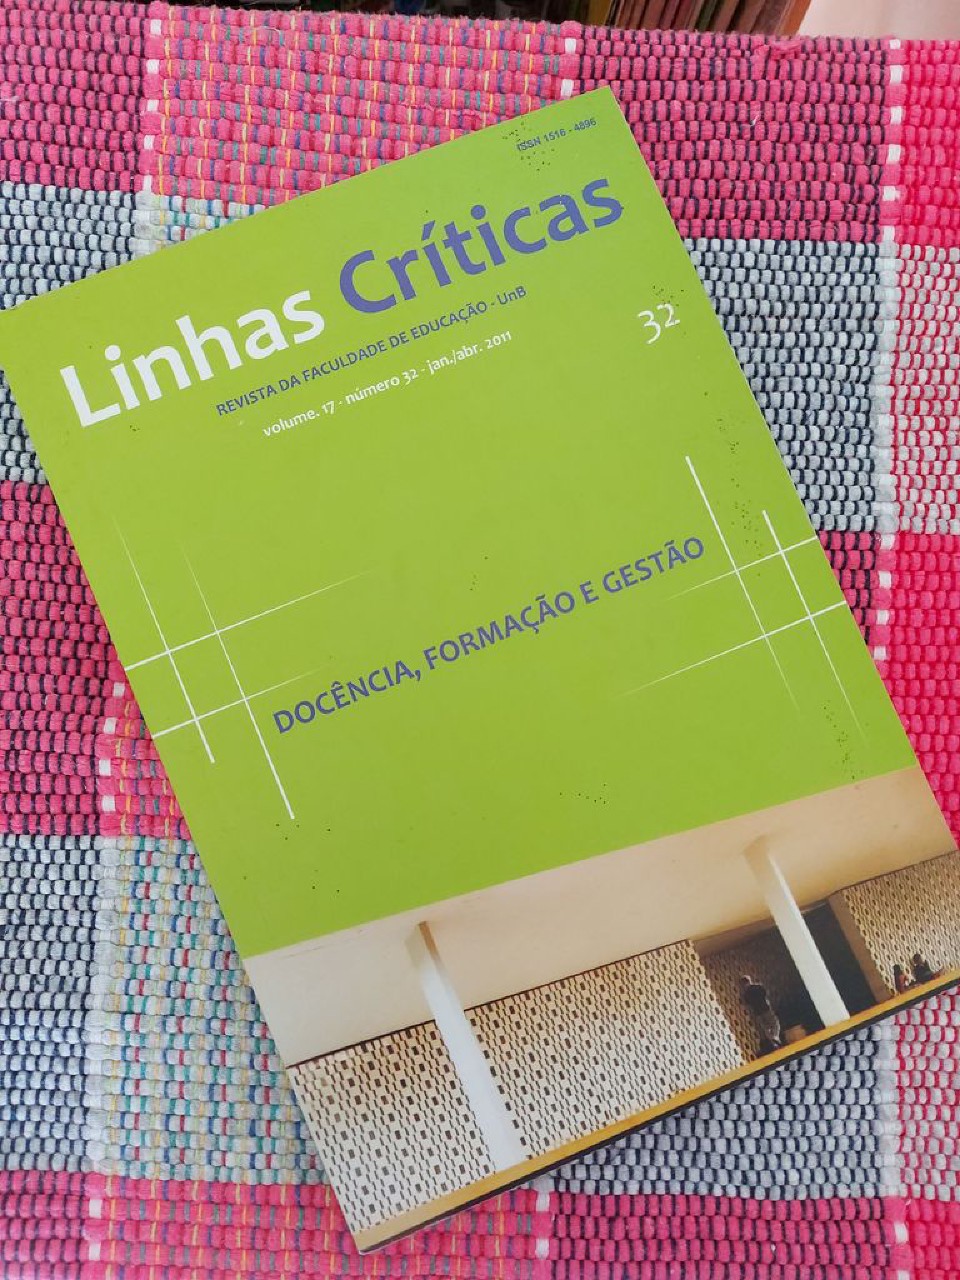 ISSN 1516 - 4896
Linhas Críticas
REVISTA DA FACULDADE DE EDUCAÇÃO - UnB
volume. 17 - número 32 - jan./abr. 2011
32
DOCÊNCIA, FORMAÇÃO E GESTÃO